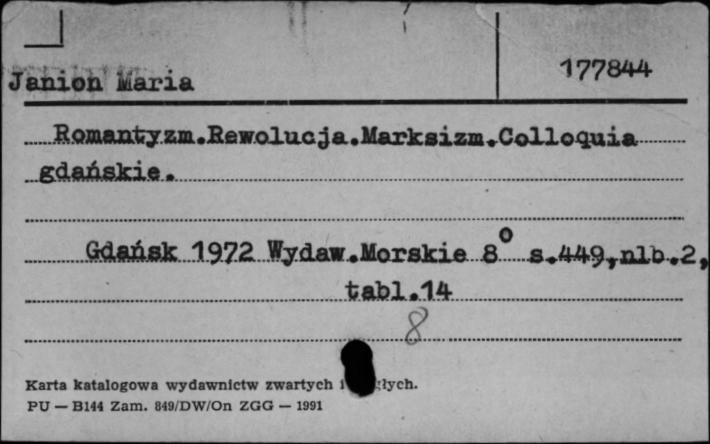 177844
Janion Maria
Romantyzm.Rewolucja.Marksizm.Colloquia
gdańskie.
Gdańsk 1972 Wydaw.Morskie 8° s.449,nlb.2,
tabl.14
8
Karta katalogowa wydawnictw zwartych i
PU — B144 Zam. 849/DW/On ZGG — 1991